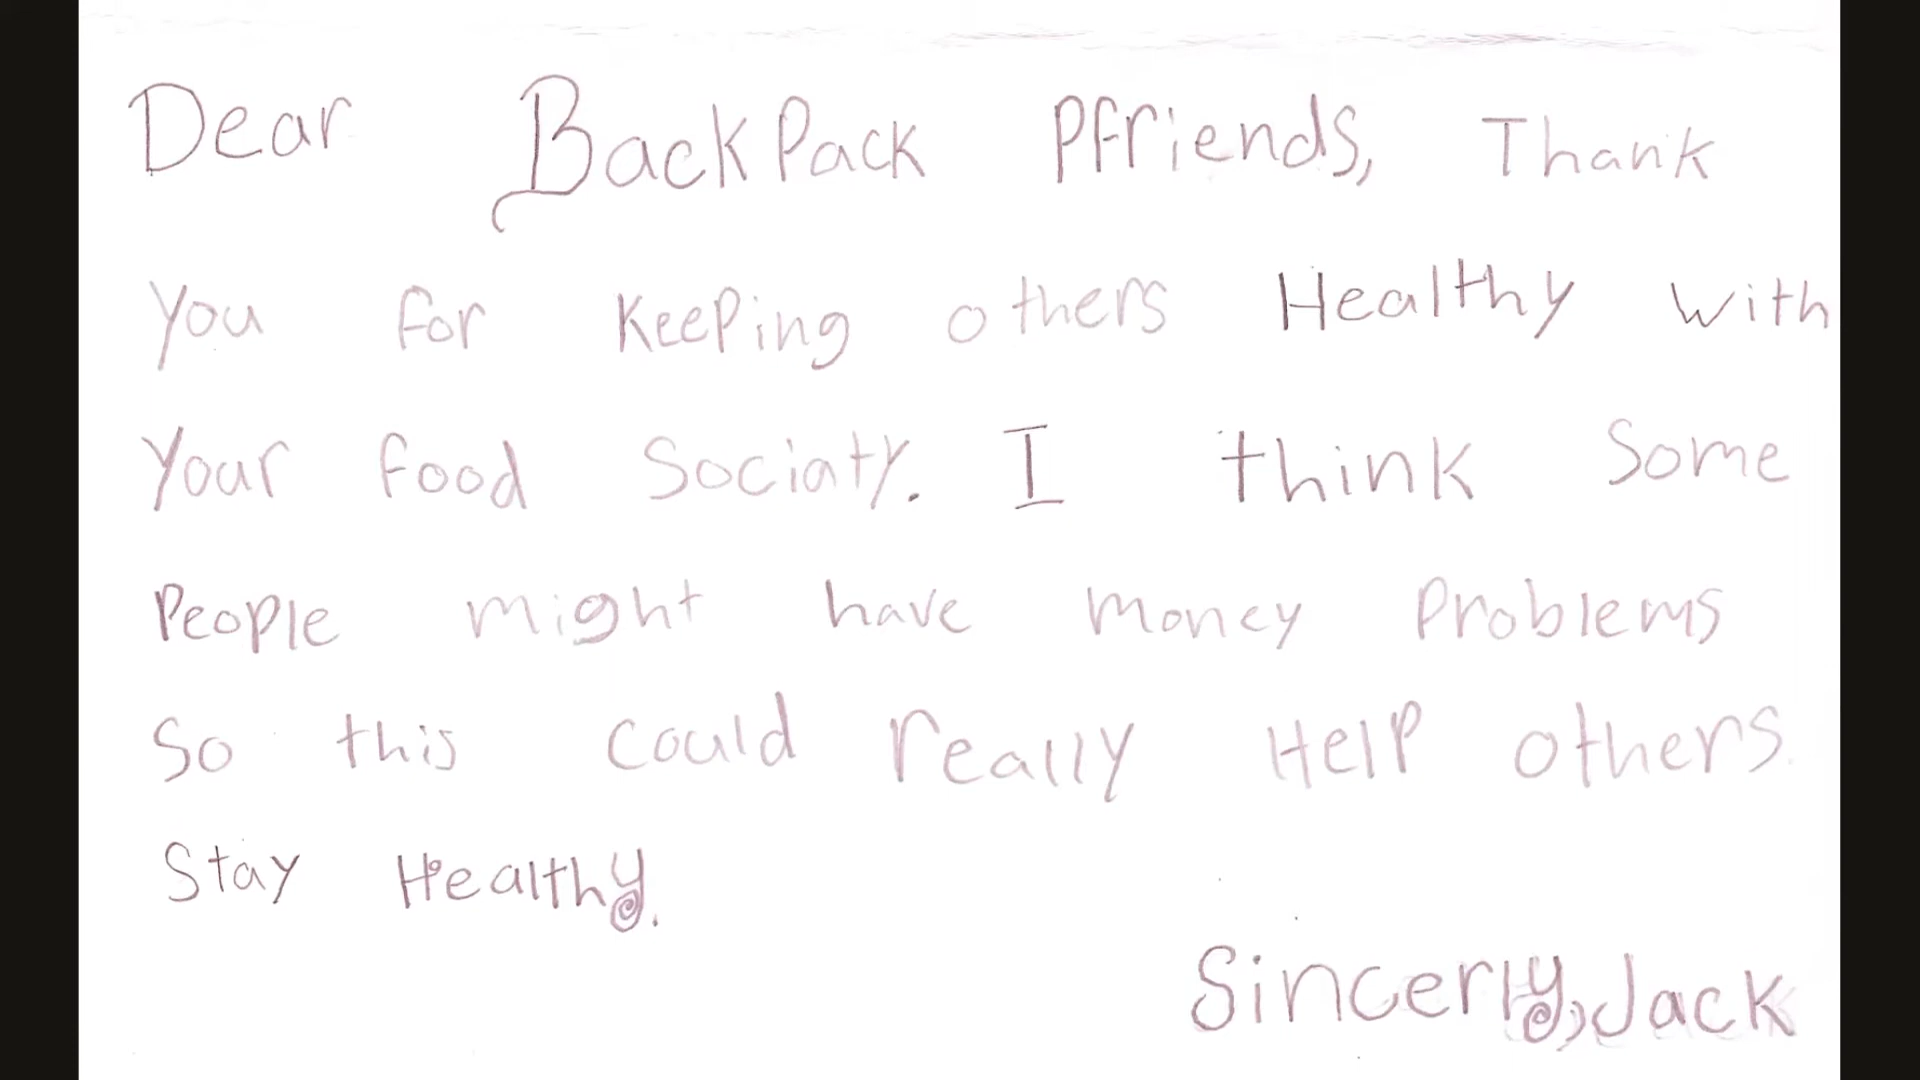 Dear BackPack Pfriends, Thank
you for Keeping others Healthy with
Your food Sociaty. I think Some
People might have money Problems
So this could really Help others.
Stay Healthy.
Sincerly, Jack